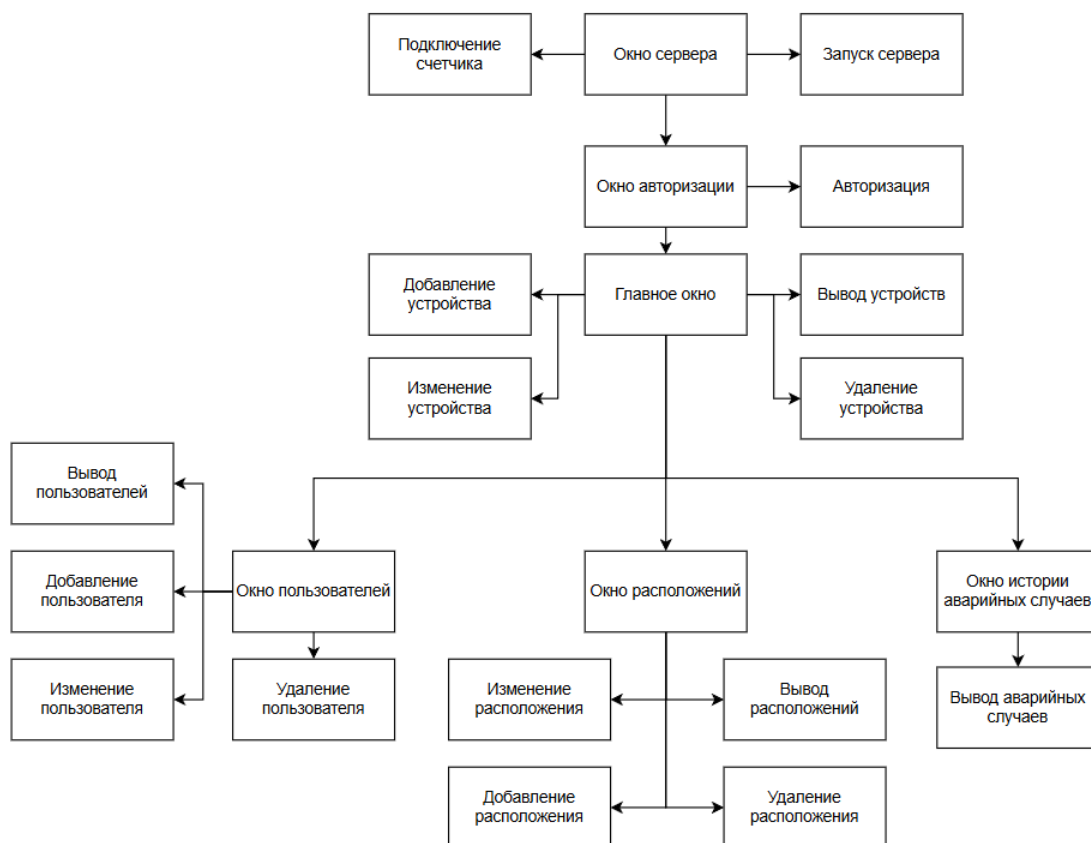 Подключение
счетчика
Окно сервера
Запуск сервера
Окно авторизации
Авторизация
Добавление
устройства
Главное окно
Вывод устройств
Изменение
устройства
Удаление
устройства
Вывод
пользователей
Добавление
пользователя
Окно пользователей
Окно расположений
Окно истории
аварийных случаев
Изменение
пользователя
Удаление
пользователя
Изменение
расположения
Вывод
расположений
Вывод аварийных
случаев
Добавление
расположения
Удаление
расположения